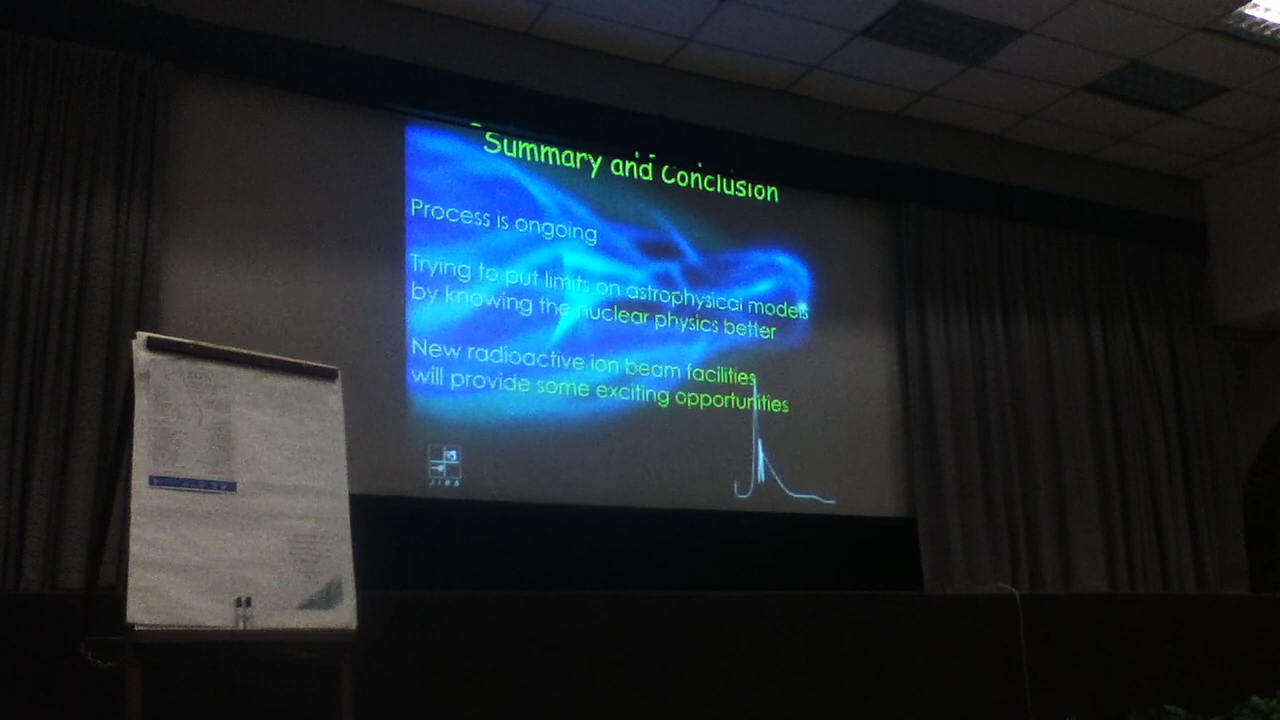 Summary and Conclusion
Process is ongoing
Trying to put limits on astrophysical models
by knowing the nuclear physics better
New radioactive ion beam facilities
will provide some exciting opportunities